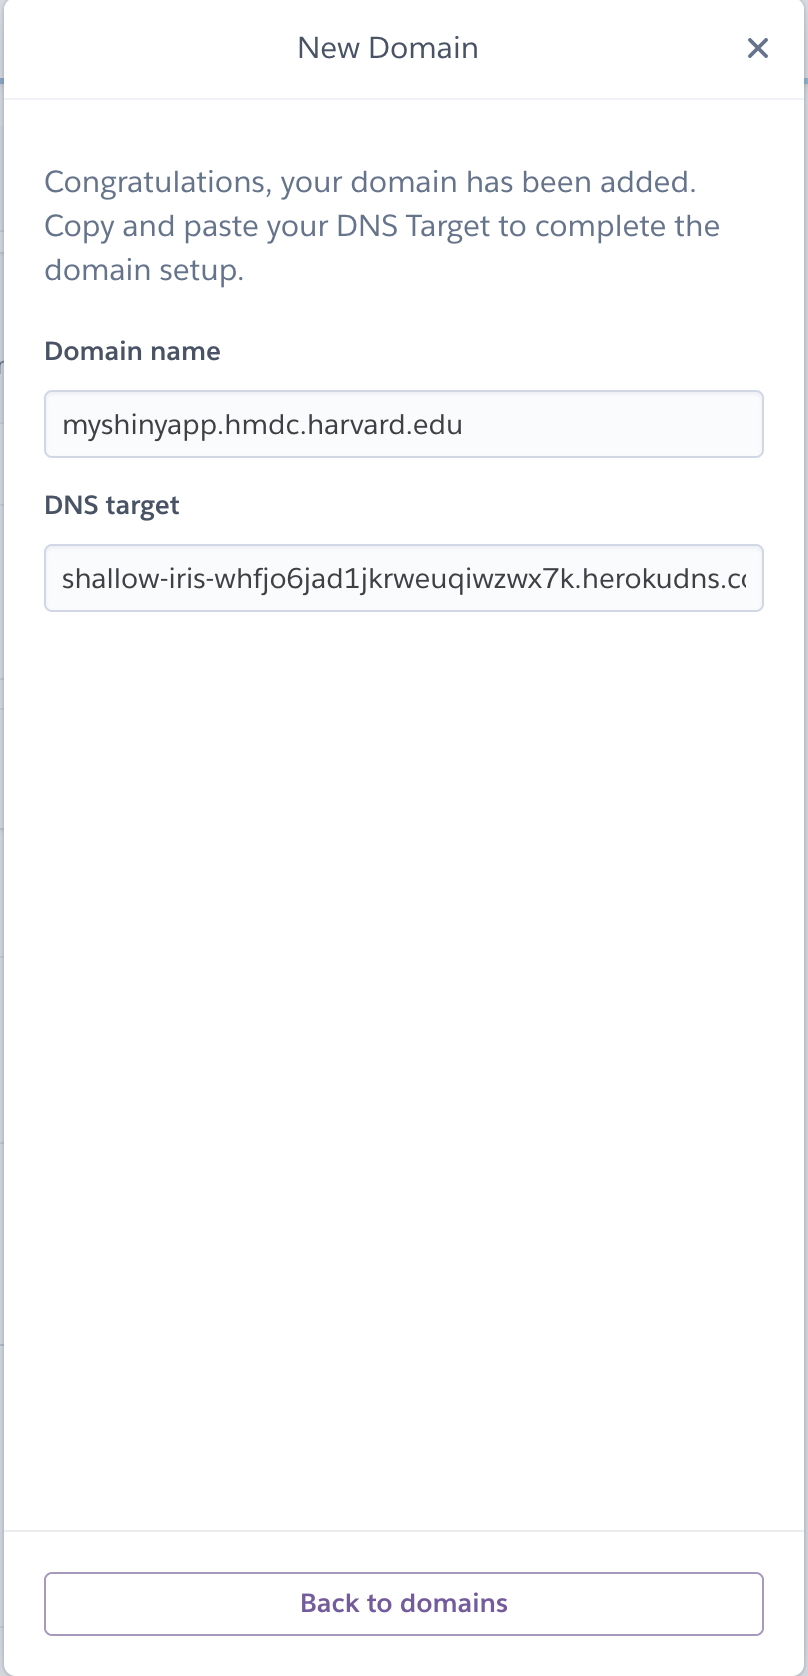 New Domain
Congratulations, your domain has been added.
Copy and paste your DNS Target to complete the
domain setup.
Domain name
myshinyapp.hmdc.harvard.edu
DNS target
shallow-iris-whfjo6jad1jkrweuqiwzwx7k.herokudns.c
Back to domains